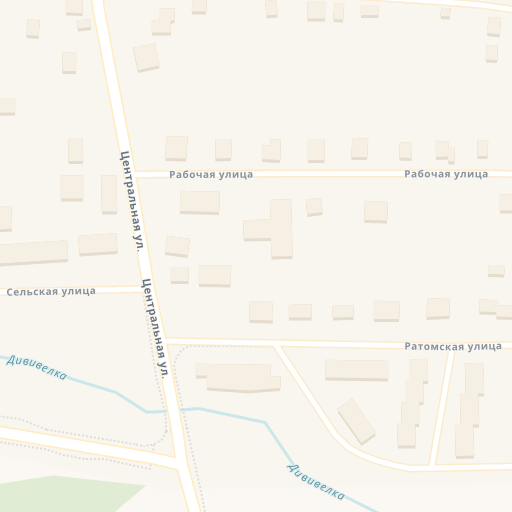 Рабочая улица
Рабочая улица
Центральная ул.
Сельская улица
Центральная ул.
Ратомская улица
Дививелка
Дививелка